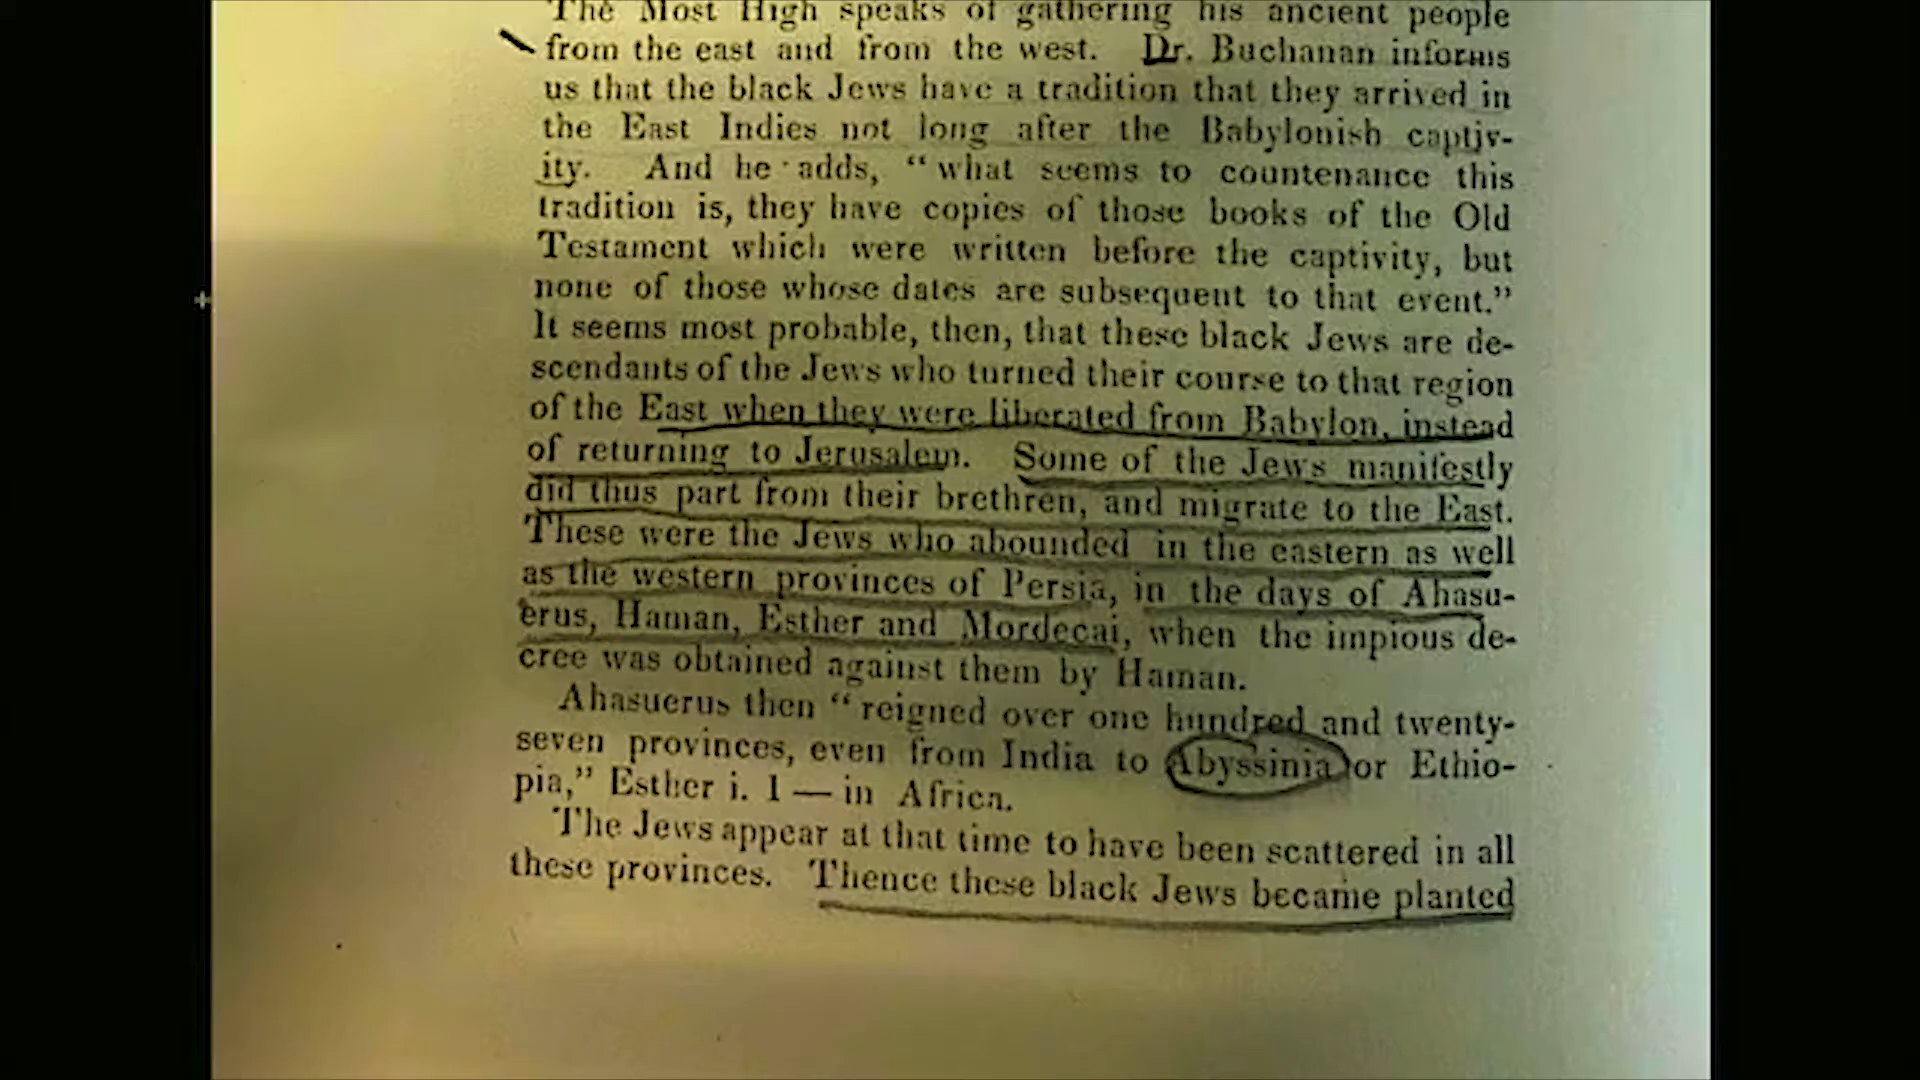 The Most High speaks of gathering his ancient people
from the east and from the west. Dr. Buchanan informs
us that the black Jews have a tradition that they arrived in
the East Indies not long after the Babylonish captiv-
ity. And he adds, “what seems to countenance this
tradition is, they have copies of those books of the Old
Testament which were written before the captivity, but
none of those whose dates are subsequent to that event.”
It seems most probable, then, that these black Jews are de-
scendants of the Jews who turned their course to that region
of the East when they were liberated from Babylon, instead
of returning to Jerusalem. Some of the Jews manifestly
did thus part from their brethren, and migrate to the East.
These were the Jews who abounded in the eastern as well
as the western provinces of Persia, in the days of Ahasu-
erus, Haman, Esther and Mordecai, when the impious de-
cree was obtained against them by Haman.
Ahasuerus then “reigned over one hundred and twenty-
seven provinces, even from India to Abyssinia or Ethio-
pia,” Esther i. 1 — in Africa.
The Jews appear at that time to have been scattered in all
these provinces. Thence these black Jews became planted